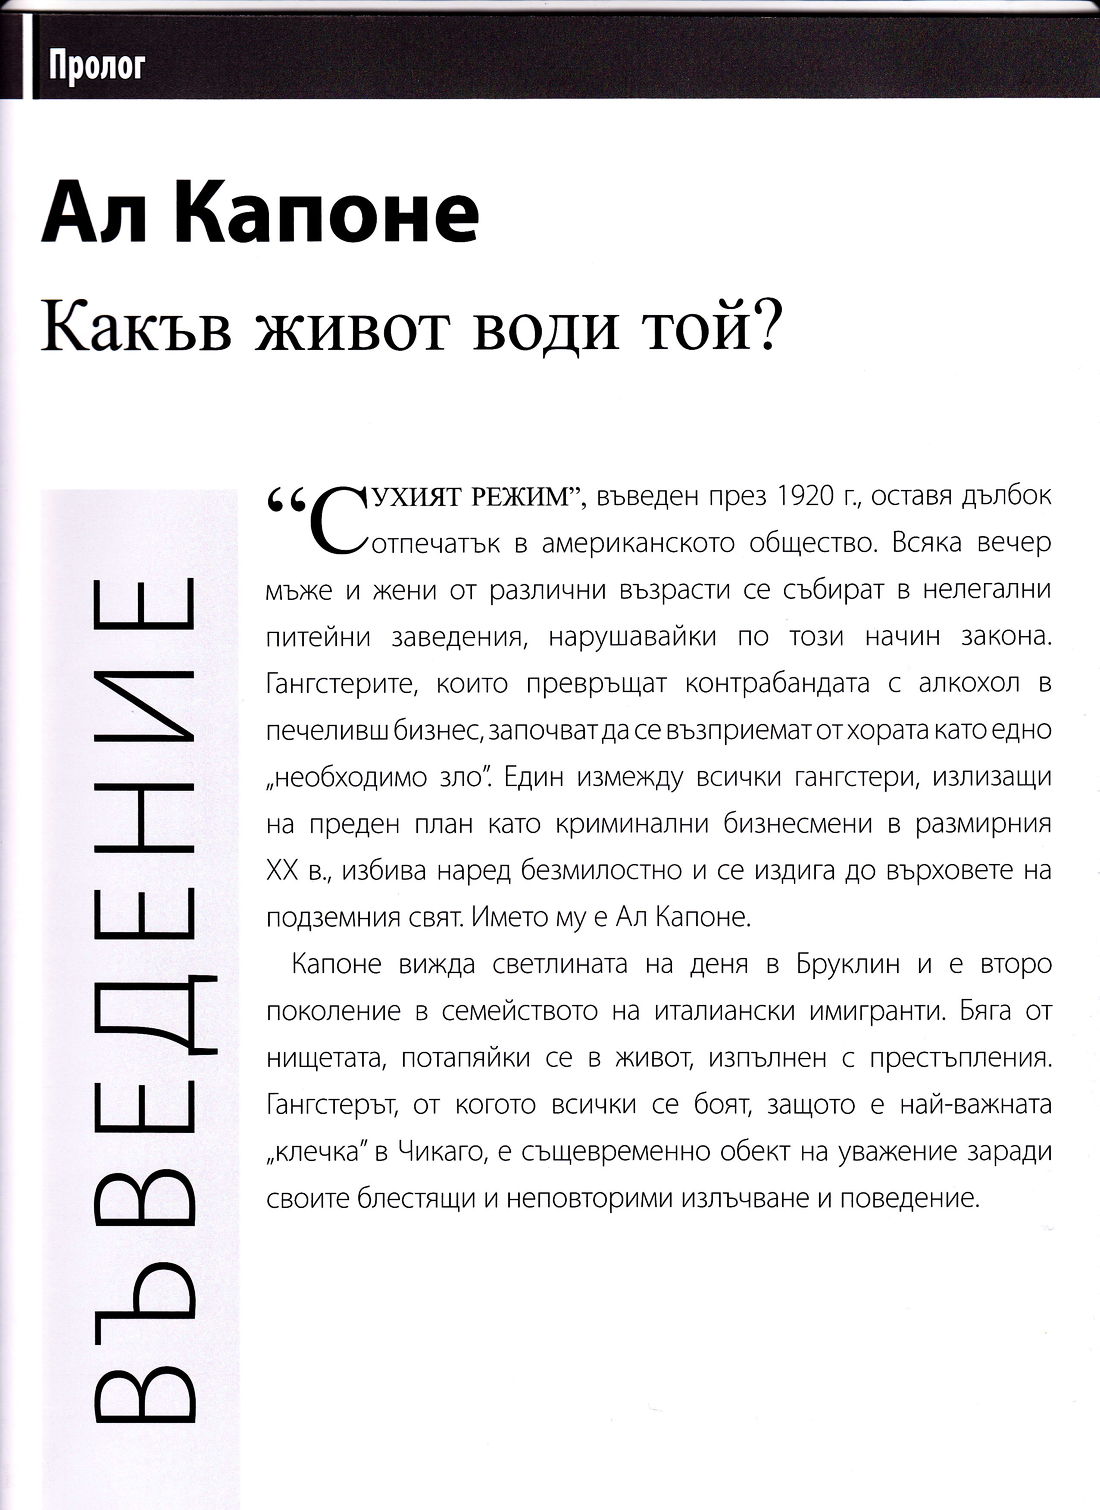 Пролог
Ал Капоне
Какъв живот води той?
ВЪВЕДЕНИЕ
“СУХИЯТ РЕЖИМ”, въведен през 1920 г., оставя дълбок
отпечатък в американското общество. Всяка вечер
мъже и жени от различни възрасти се събират в нелегални
питейни заведения, нарушавайки по този начин закона.
Гангстерите, които превръщат контрабандата с алкохол в
печеливш бизнес, започват да се възприемат от хората като едно
„необходимо зло”. Един измежду всички гангстери, излизащи
на преден план като криминални бизнесмени в размирния
XX в., избива наред безмилостно и се издига до върховете на
подземния свят. Името му е Ал Капоне.
Капоне вижда светлината на деня в Бруклин и е второ
поколение в семейството на италиански имигранти. Бяга от
нищетата, потапяйки се в живот, изпълнен с престъпления.
Гангстерът, от когото всички се боят, защото е най-важната
„клечка” в Чикаго, е същевременно обект на уважение заради
своите блестящи и неповторими излъчване и поведение.